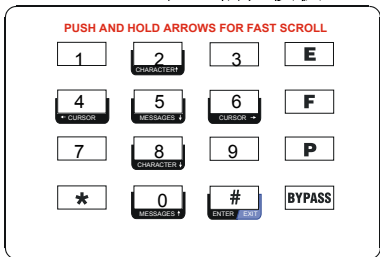 PUSH AND HOLD ARROWS FOR FAST SCROLL
1 2 3 E
CHARACTER↑
4 5 6 F
← CURSOR MESSAGES ↓ CURSOR →
7 8 9 P
CHARACTER ↓
* 0 # BYPASS
MESSAGES ↑ ENTER / EXIT